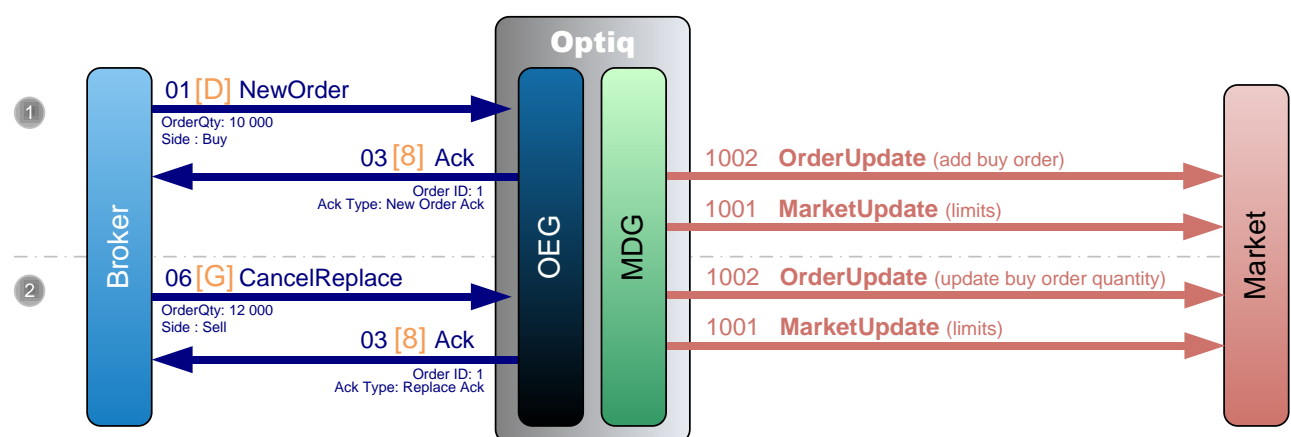 Optiq
1
01 [D] NewOrder
OrderQty: 10 000
Side : Buy
03 [8] Ack
Order ID: 1
Ack Type: New Order Ack
1002 OrderUpdate (add buy order)
1001 MarketUpdate (limits)
Broker
OEG
MDG
Market
2
06 [G] CancelReplace
OrderQty: 12 000
Side : Sell
03 [8] Ack
Order ID: 1
Ack Type: Replace Ack
1002 OrderUpdate (update buy order quantity)
1001 MarketUpdate (limits)